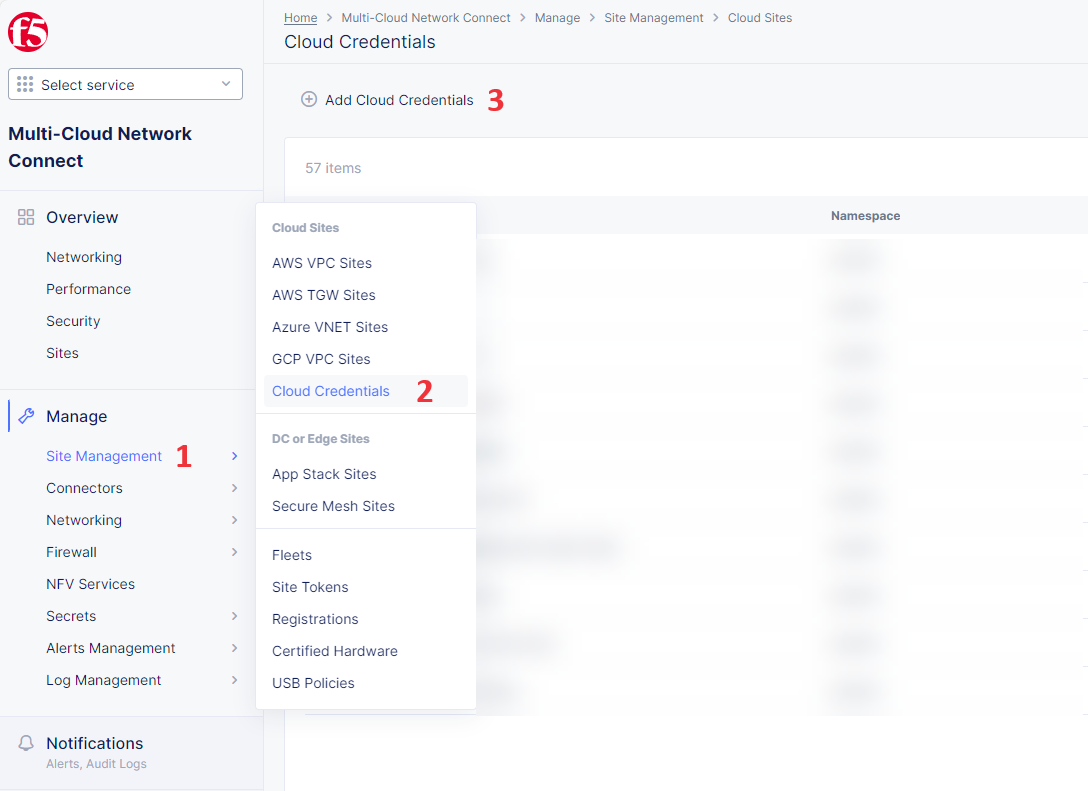 f5
Select service
Multi-Cloud Network
Connect
Overview
Networking
Performance
Security
Sites
Manage
Site Management 1
Connectors
Networking
Firewall
NFV Services
Secrets
Alerts Management
Log Management
Notifications
Alerts, Audit Logs
Home > Multi-Cloud Network Connect > Manage > Site Management > Cloud Sites
Cloud Credentials
Add Cloud Credentials 3
57 items
Namespace
Cloud Sites
AWS VPC Sites
AWS TGW Sites
Azure VNET Sites
GCP VPC Sites
Cloud Credentials 2
DC or Edge Sites
App Stack Sites
Secure Mesh Sites
Fleets
Site Tokens
Registrations
Certified Hardware
USB Policies